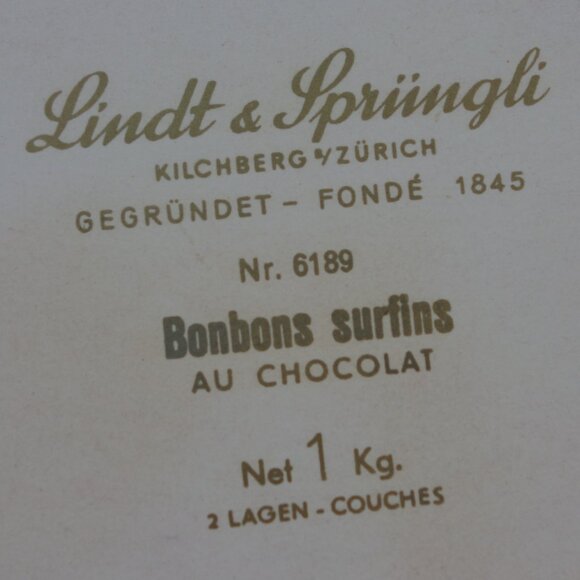 Lindt & Sprüngli
KILCHBERG B/ZÜRICH
GEGRÜNDET - FONDÉ 1845
Nr. 6189
Bonbons surfins
AU CHOCOLAT
Net 1 Kg.
2 LAGEN - COUCHES